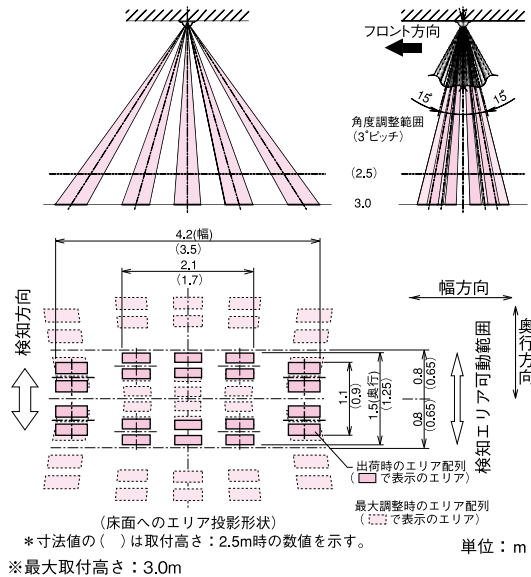 フロント方向
15°
15°
角度調整範囲
(3°ピッチ)
(2.5)
3.0
4.2(幅)
(3.5)
2.1
(1.7)
検知方向
幅方向
奥行方向
検知エリア可動範囲
1.1
(0.9)
1.5(奥行)
(1.25)
0.8
(0.65)
0.8
(0.65)
出荷時のエリア配列
( で表示のエリア)
最大調整時のエリア配列
( で表示のエリア)
(床面へのエリア投影形状)
*寸法値の( )は取付高さ:2.5m時の数値を示す。
単位:m
※最大取付高さ:3.0m